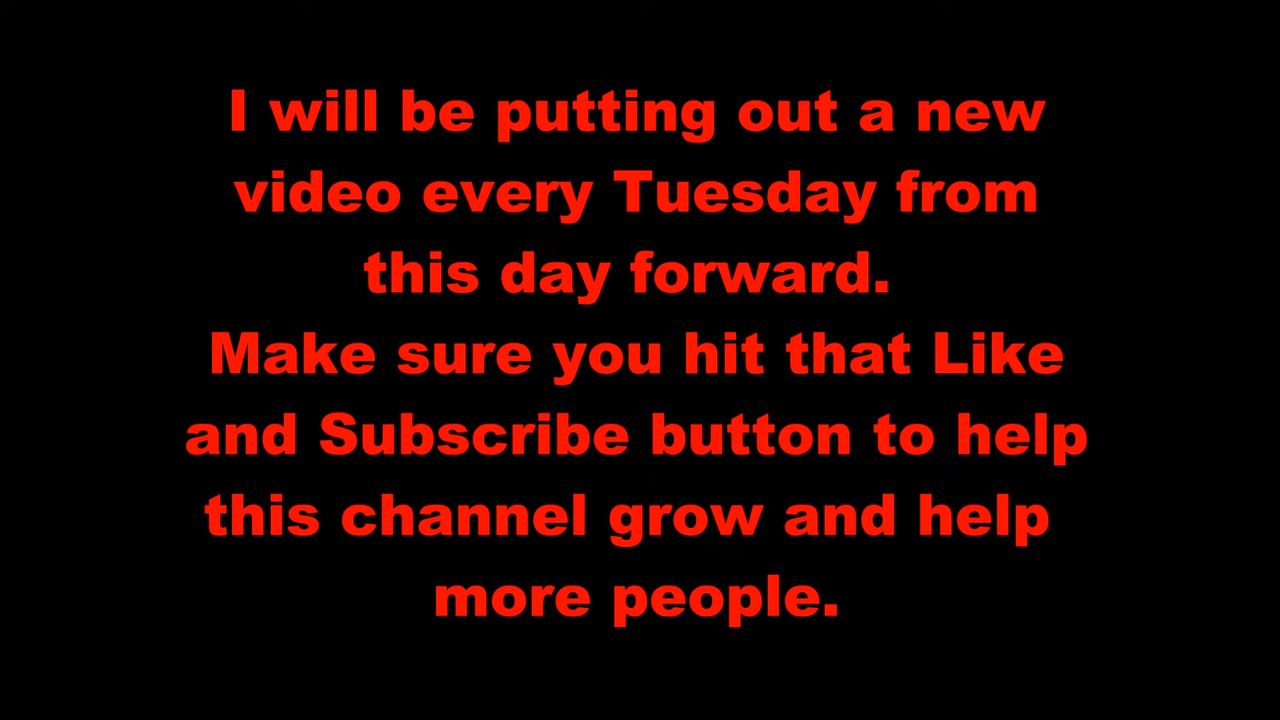 I will be putting out a new
video every Tuesday from
this day forward.
Make sure you hit that Like
and Subscribe button to help
this channel grow and help
more people.